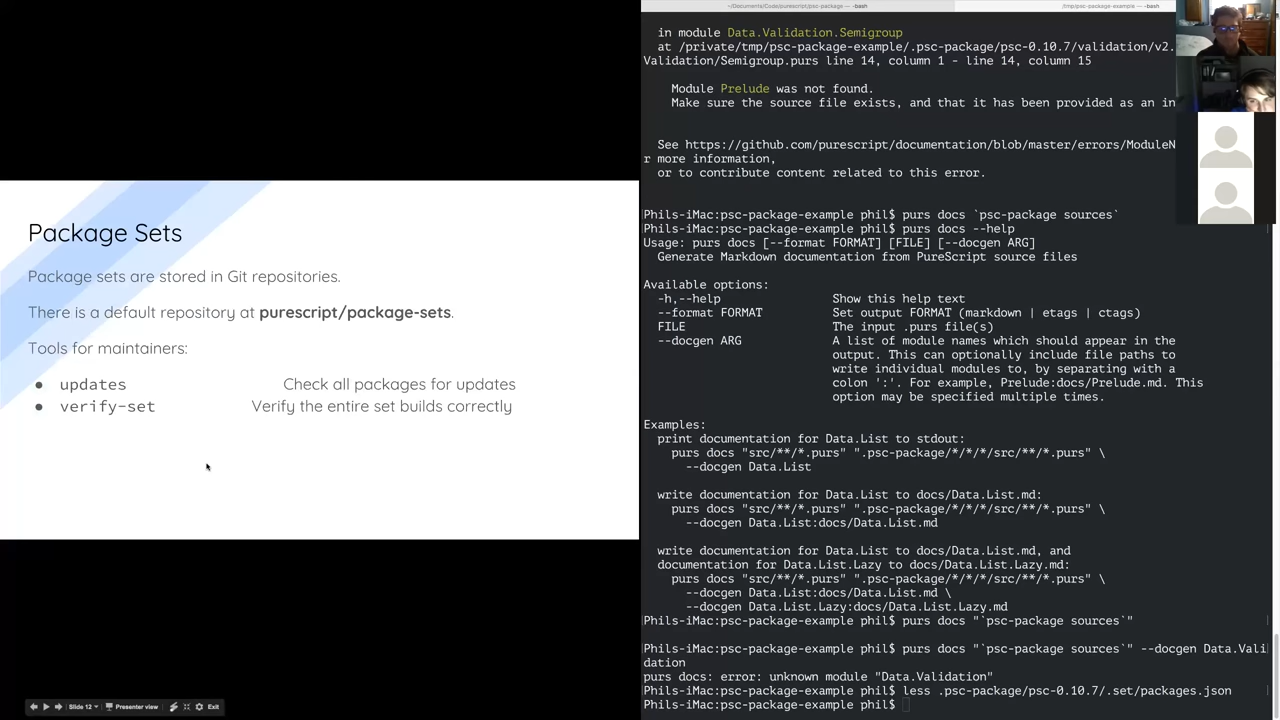 Package Sets
Package sets are stored in Git repositories.
There is a default repository at purescript/package-sets.
Tools for maintainers:
● updates Check all packages for updates
● verify-set Verify the entire set builds correctly
Slide 12
Presenter view
Exit
~/Documents/Code/purescript/psc-package — -bash
/tmp/psc-package-example — -bash
in module Data.Validation.Semigroup
at /private/tmp/psc-package-example/.psc-package/psc-0.10.7/validation/v2.
Validation/Semigroup.purs line 14, column 1 - line 14, column 15
Module Prelude was not found.
Make sure the source file exists, and that it has been provided as an in
See https://github.com/purescript/documentation/blob/master/errors/ModuleN
r more information,
or to contribute content related to this error.
Phils-iMac:psc-package-example phil$ purs docs `psc-package sources`
Phils-iMac:psc-package-example phil$ purs docs --help
Usage: purs docs [--format FORMAT] [FILE] [--docgen ARG]
Generate Markdown documentation from PureScript source files
Available options:
-h,--help Show this help text
--format FORMAT Set output FORMAT (markdown | etags | ctags)
FILE The input .purs file(s)
--docgen ARG A list of module names which should appear in the
output. This can optionally include file paths to
write individual modules to, by separating with a
colon ':'. For example, Prelude:docs/Prelude.md. This
option may be specified multiple times.
Examples:
print documentation for Data.List to stdout:
purs docs "src/**/*.purs" ".psc-package/*/*/*/src/**/*.purs" \
--docgen Data.List
write documentation for Data.List to docs/Data.List.md:
purs docs "src/**/*.purs" ".psc-package/*/*/*/src/**/*.purs" \
--docgen Data.List:docs/Data.List.md
write documentation for Data.List to docs/Data.List.md, and
documentation for Data.List.Lazy to docs/Data.List.Lazy.md:
purs docs "src/**/*.purs" ".psc-package/*/*/*/src/**/*.purs" \
--docgen Data.List:docs/Data.List.md \
--docgen Data.List.Lazy:docs/Data.List.Lazy.md
Phils-iMac:psc-package-example phil$ purs docs "`psc-package sources`"
Phils-iMac:psc-package-example phil$ purs docs "`psc-package sources`" --docgen Data.Vali
dation
purs docs: error: unknown module "Data.Validation"
Phils-iMac:psc-package-example phil$ less .psc-package/psc-0.10.7/.set/packages.json
Phils-iMac:psc-package-example phil$